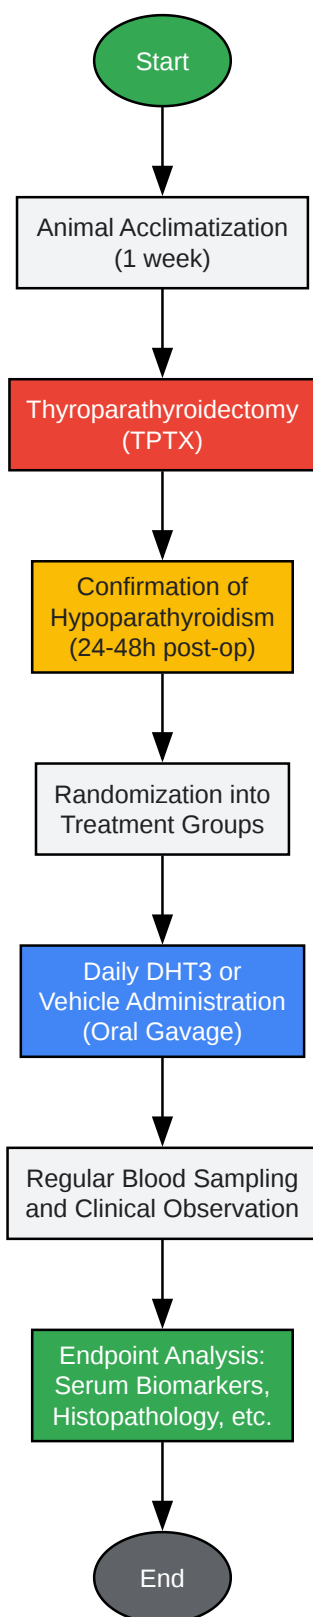 Start
Animal Acclimatization
(1 week)
Thyroparathyroidectomy
(TPTX)
Confirmation of
Hypoparathyroidism
(24-48h post-op)
Randomization into
Treatment Groups
Daily DHT3 or
Vehicle Administration
(Oral Gavage)
Regular Blood Sampling
and Clinical Observation
Endpoint Analysis:
Serum Biomarkers,
Histopathology, etc.
End